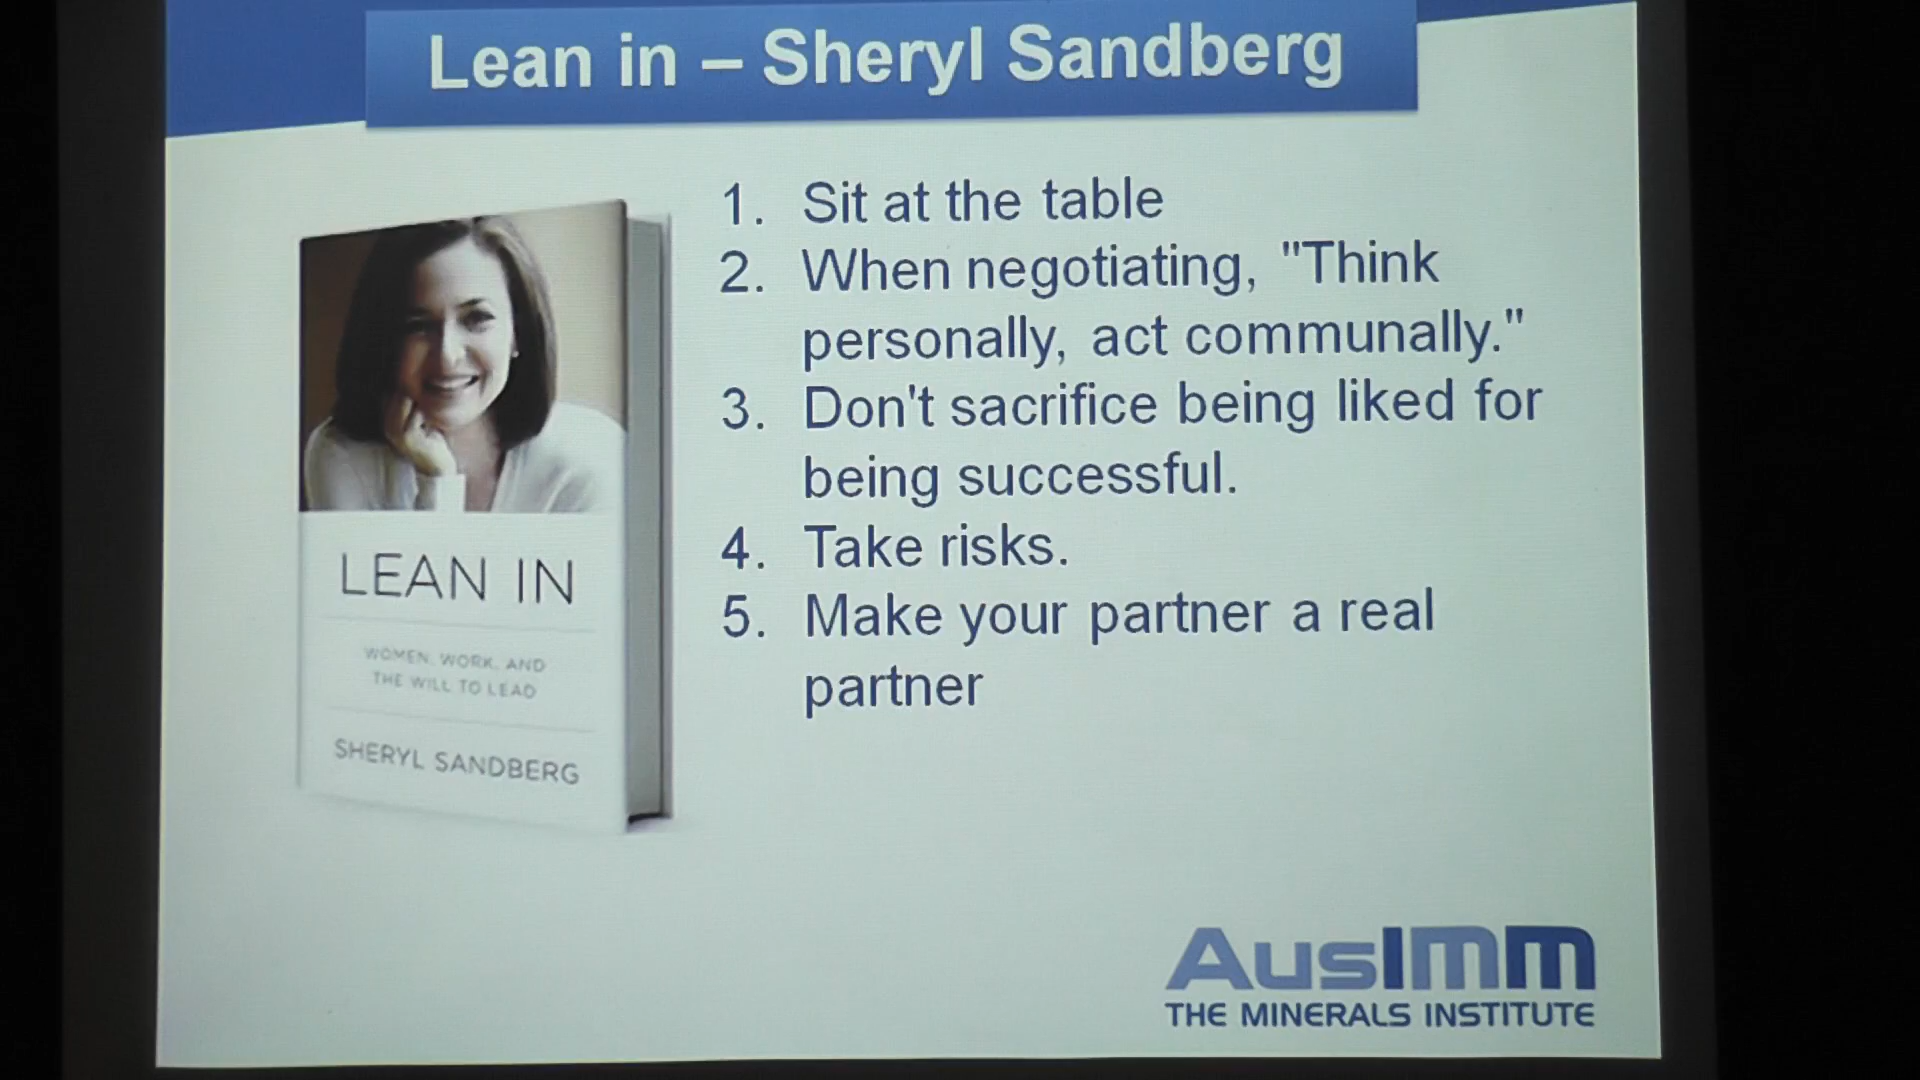 Lean in – Sheryl Sandberg
1. Sit at the table
2. When negotiating, "Think
personally, act communally."
3. Don't sacrifice being liked for
being successful.
4. Take risks.
5. Make your partner a real
partner
LEAN IN
WOMEN, WORK, AND
THE WILL TO LEAD
SHERYL SANDBERG
AusIMM
THE MINERALS INSTITUTE